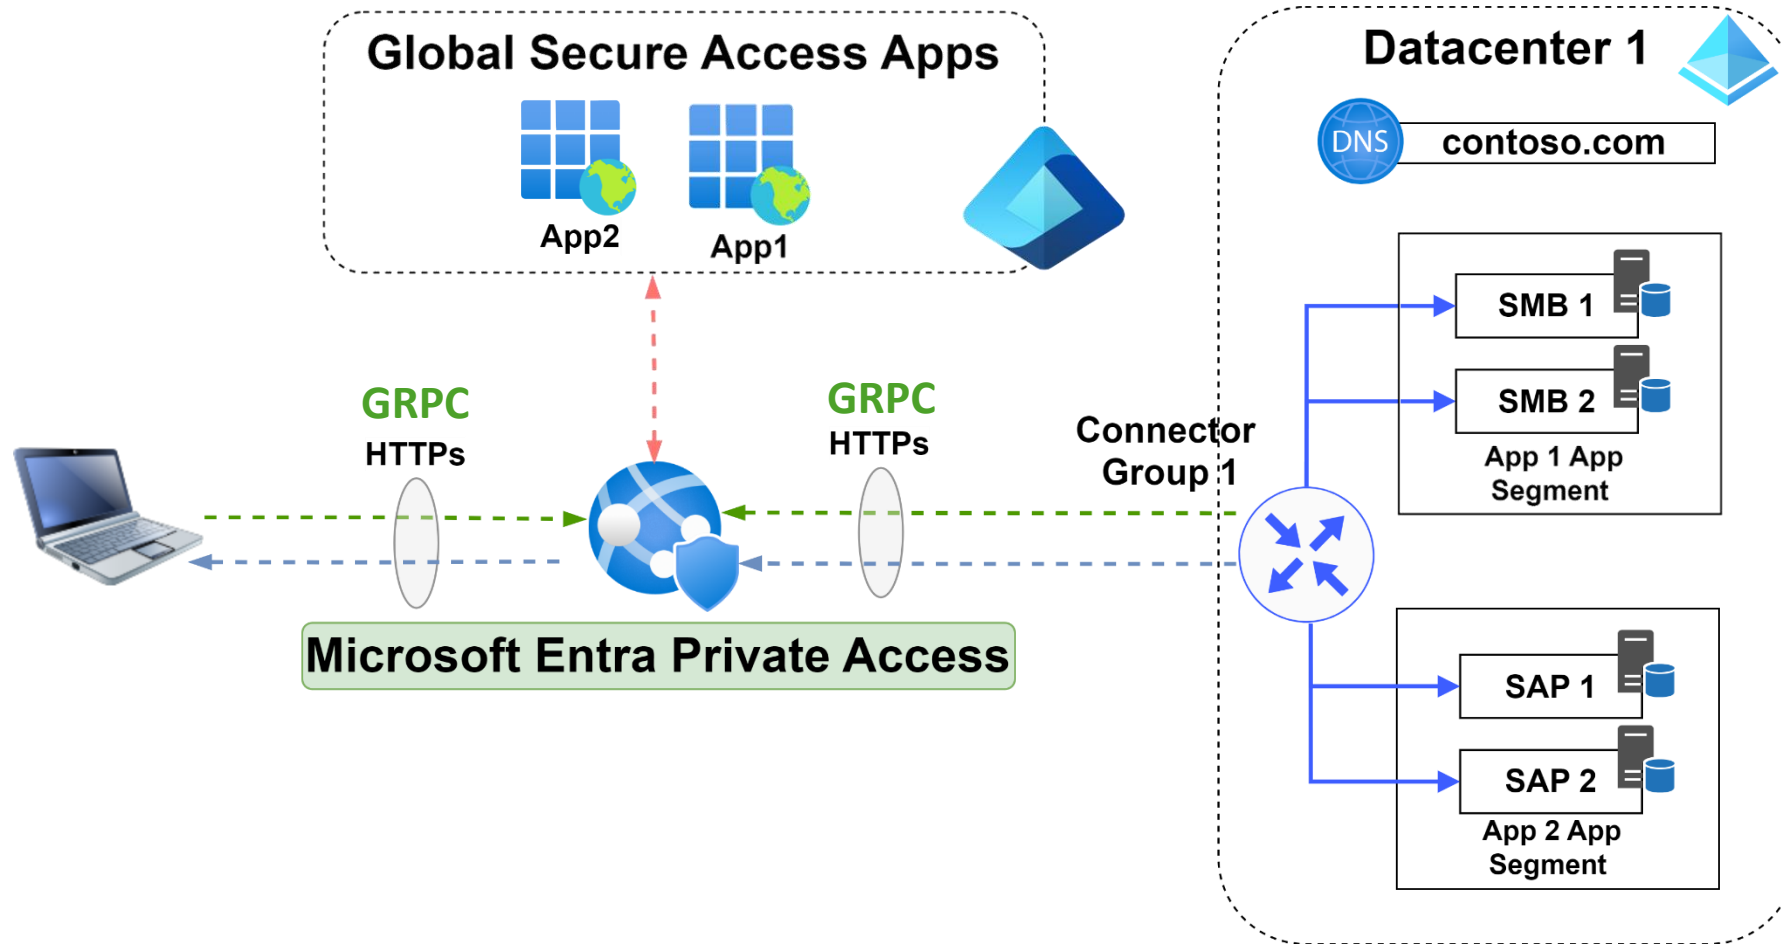 Global Secure Access Apps
App2
App1
Datacenter 1
DNS
contoso.com
SMB 1
SMB 2
App 1 App
Segment
GRPC
HTTPs
GRPC
HTTPs
Connector
Group 1
Microsoft Entra Private Access
SAP 1
SAP 2
App 2 App
Segment